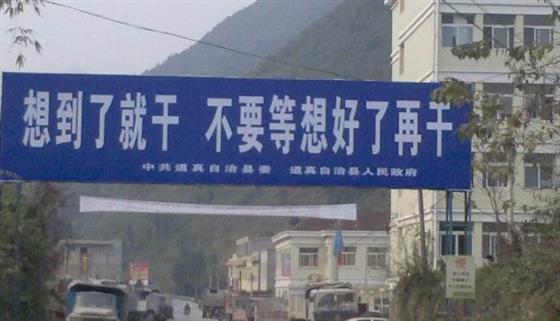 想到了就干 不要等想好了再干
中共道真自治县委 道真自治县人民政府